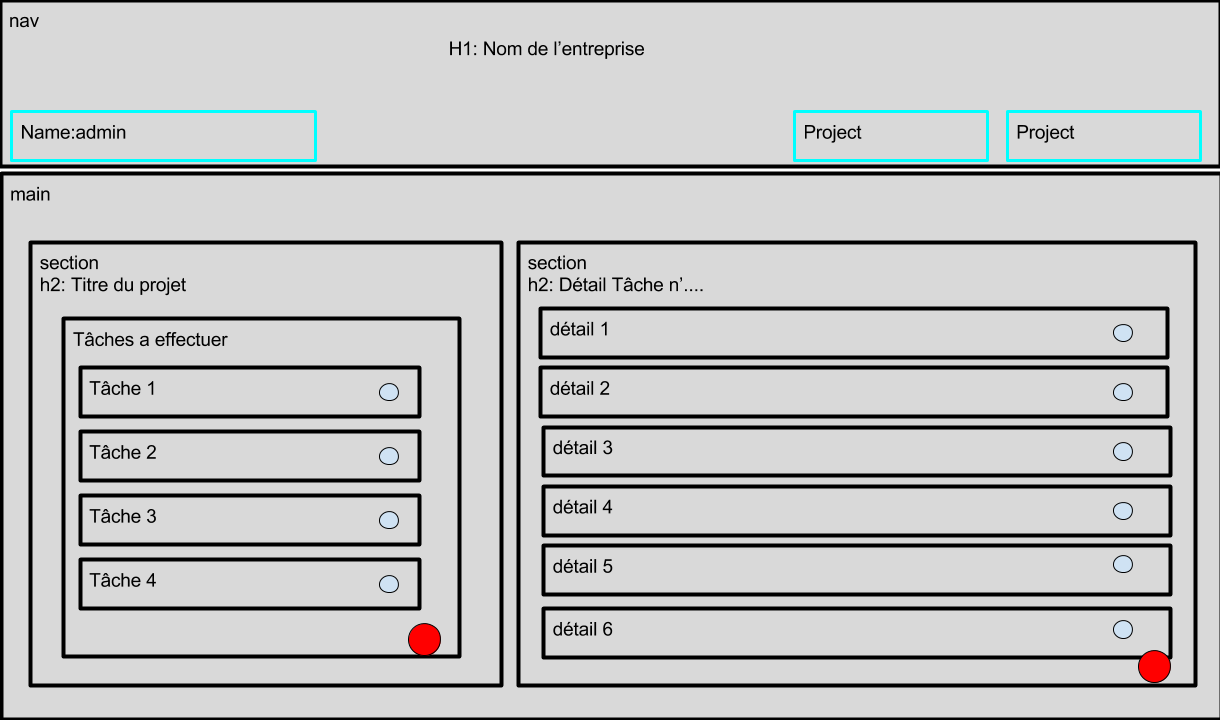 nav
H1: Nom de l’entreprise
Name:admin
Project
Project
main
section
h2: Titre du projet
Tâches a effectuer
Tâche 1
Tâche 2
Tâche 3
Tâche 4
section
h2: Détail Tâche n’....
détail 1
détail 2
détail 3
détail 4
détail 5
détail 6